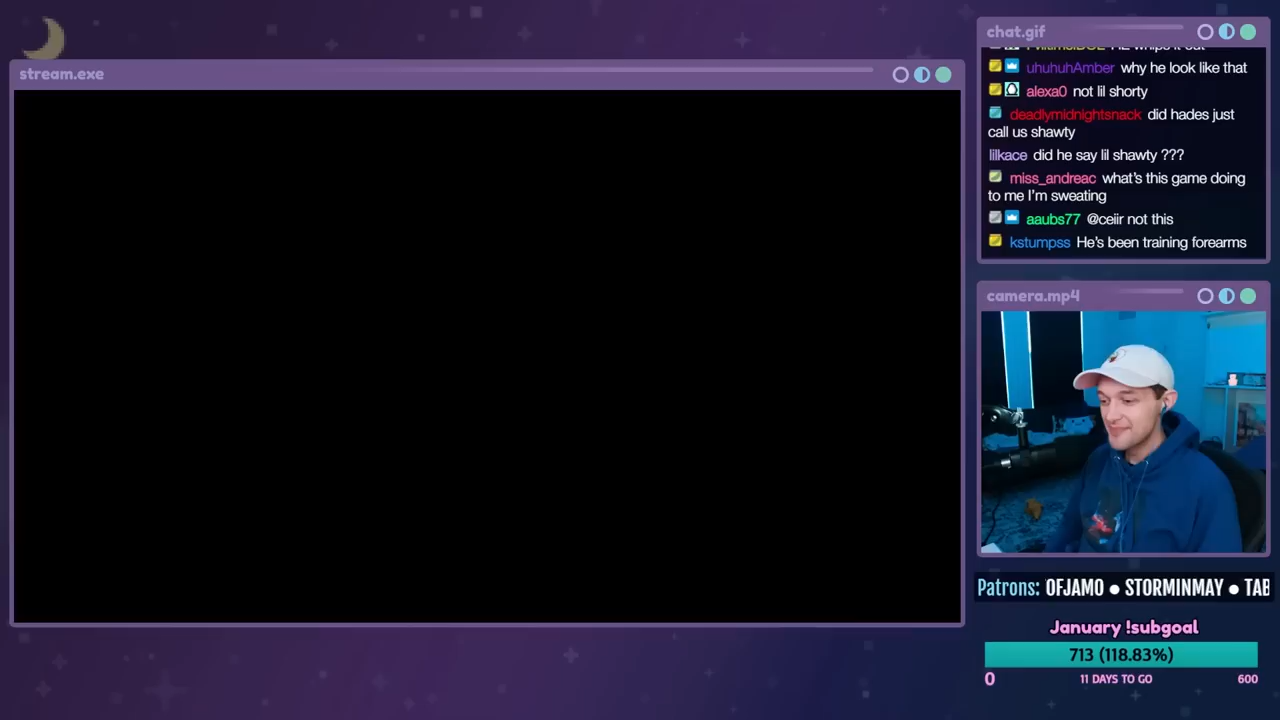 stream.exe
chat.gif
uhuhuhAmber why he look like that
alexa0 not lil shorty
deadlymidnightsnack did hades just
call us shawty
lilkace did he say lil shawty ???
miss_andreac what's this game doing
to me I'm sweating
aaubs77 @ceiir not this
kstumpss He's been training forearms
camera.mp4
Patrons: OFJAMO ● STORMINMAY ● TAB
January !subgoal
713 (118.83%)
0 11 DAYS TO GO 600